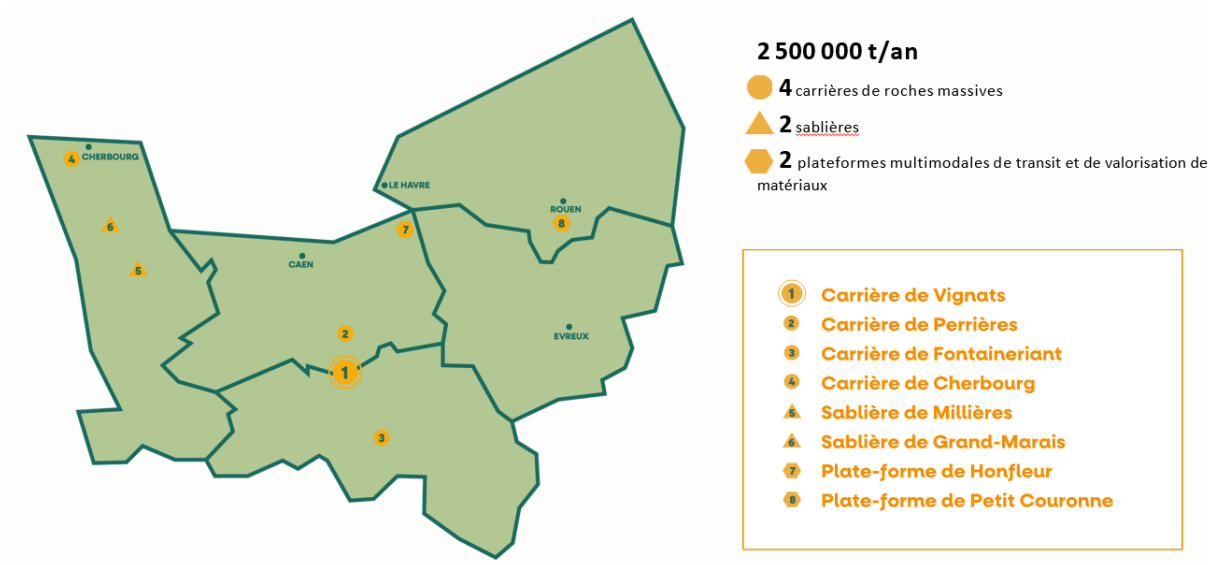 2 500 000 t/an
4 carrières de roches massives
2 sablières
2 plateformes multimodales de transit et de valorisation de
matériaux
4 CHERBOURG
LE HAVRE
ROUEN
8
6
7
CAEN
5
2
EVREUX
1
3
1 Carrière de Vignats
2 Carrière de Perrières
3 Carrière de Fontaineriant
4 Carrière de Cherbourg
5 Sablière de Millières
6 Sablière de Grand-Marais
7 Plate-forme de Honfleur
8 Plate-forme de Petit Couronne